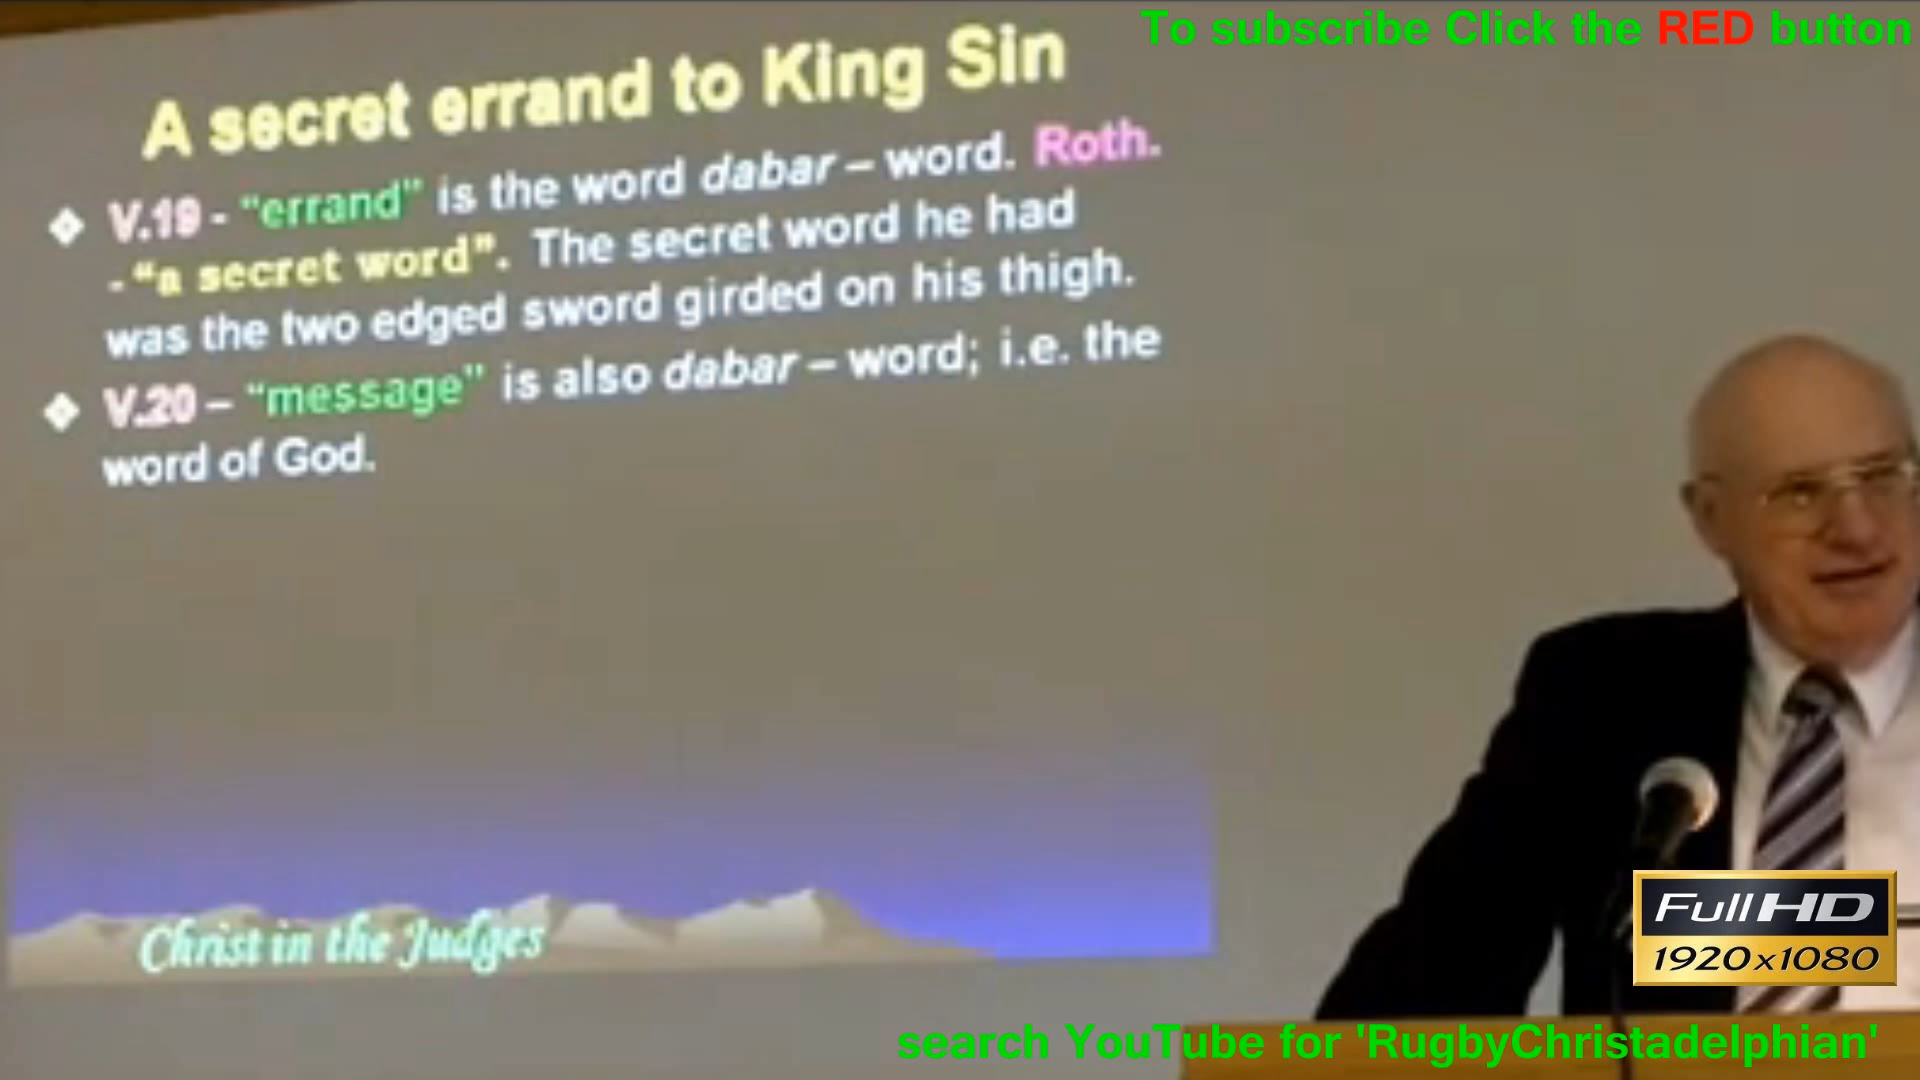 To subscribe Click the RED button
A secret errand to King Sin
❖ V.19 - “errand” is the word dabar – word. Roth.
- “a secret word”. The secret word he had
was the two edged sword girded on his thigh.
❖ V.20 – “message” is also dabar – word; i.e. the
word of God.
Christ in the Judges
Full HD
1920x1080
search YouTube for 'RugbyChristadelphian'